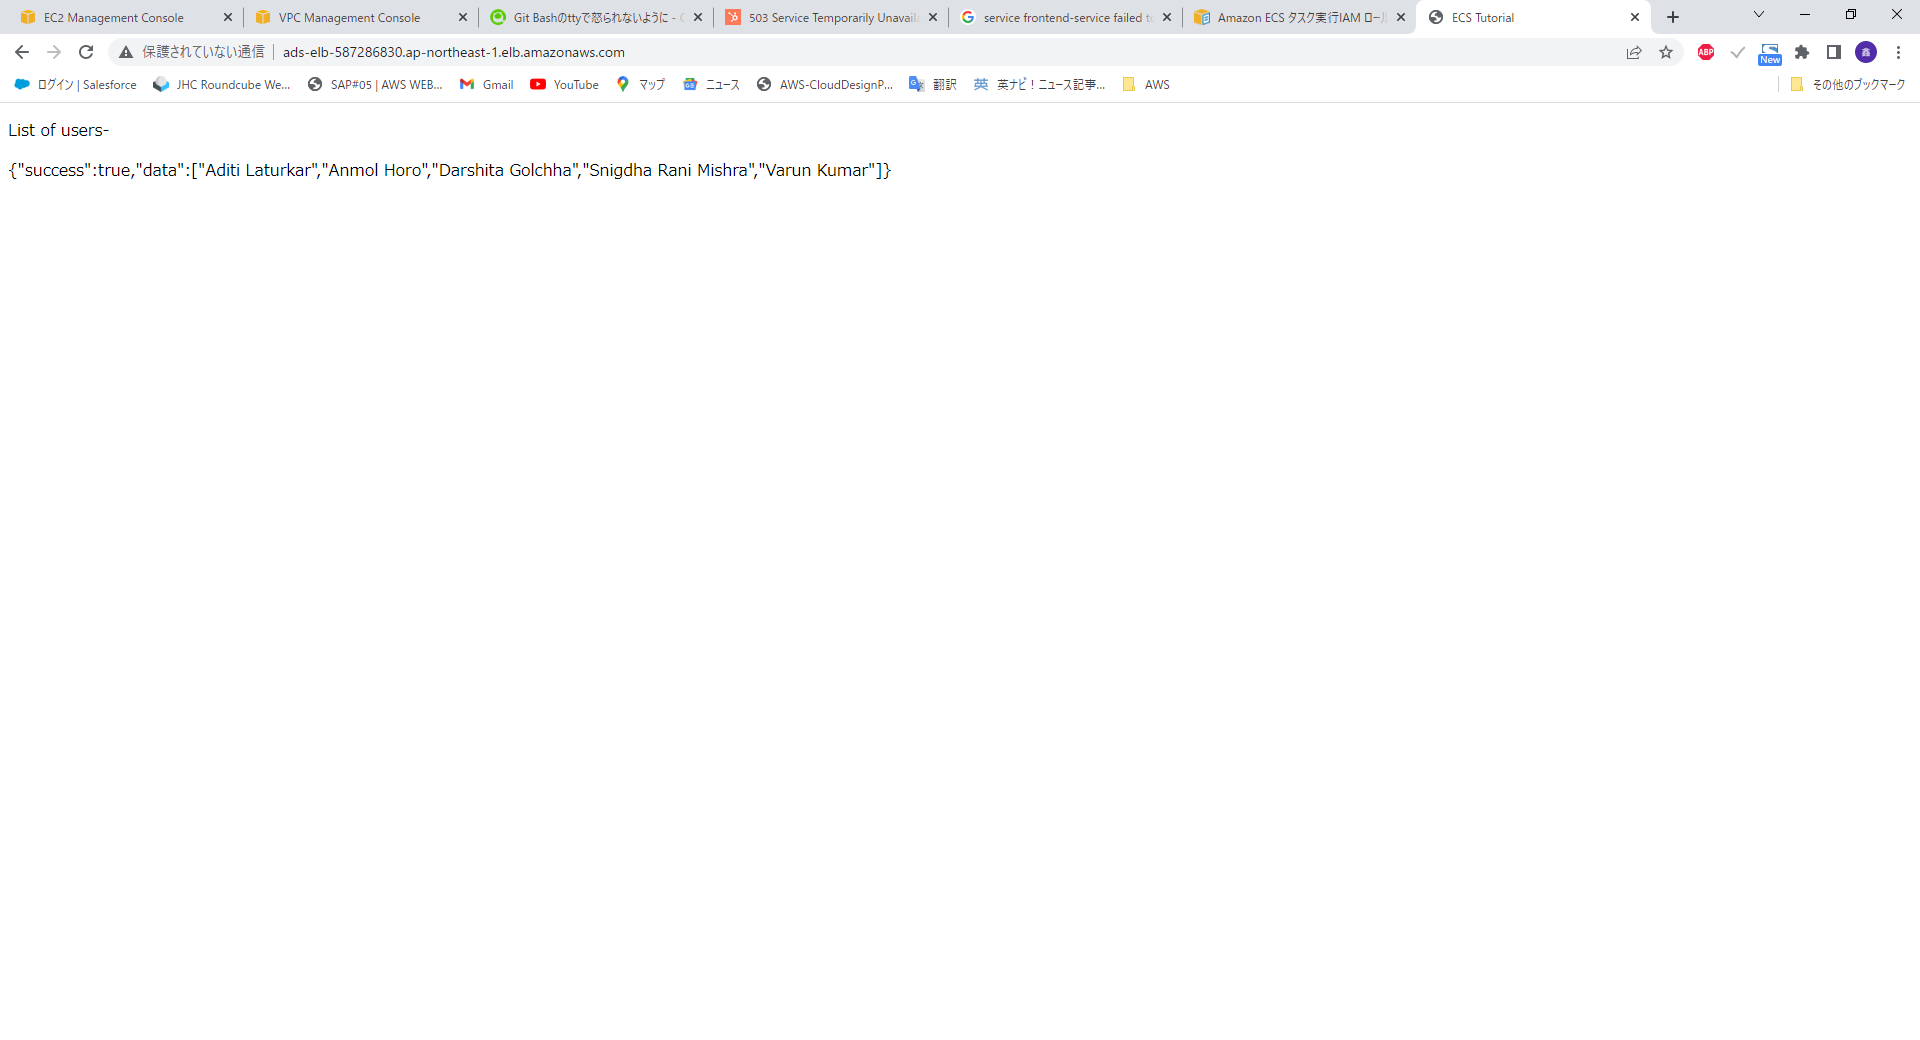 EC2 Management Console
VPC Management Console
Git Bashのttyで怒られないように -
503 Service Temporarily Unavaila
service frontend-service failed to
Amazon ECS タスク実行IAM ロール
ECS Tutorial
保護されていない通信 ads-elb-587286830.ap-northeast-1.elb.amazonaws.com
ABP
New
ログイン | Salesforce
JHC Roundcube We...
SAP#05 | AWS WEB...
Gmail
YouTube
マップ
ニュース
AWS-CloudDesignP...
翻訳
英 英ナビ！ニュース記事...
AWS
その他のブックマーク
List of users-
{"success":true,"data":["Aditi Laturkar","Anmol Horo","Darshita Golchha","Snigdha Rani Mishra","Varun Kumar"]}